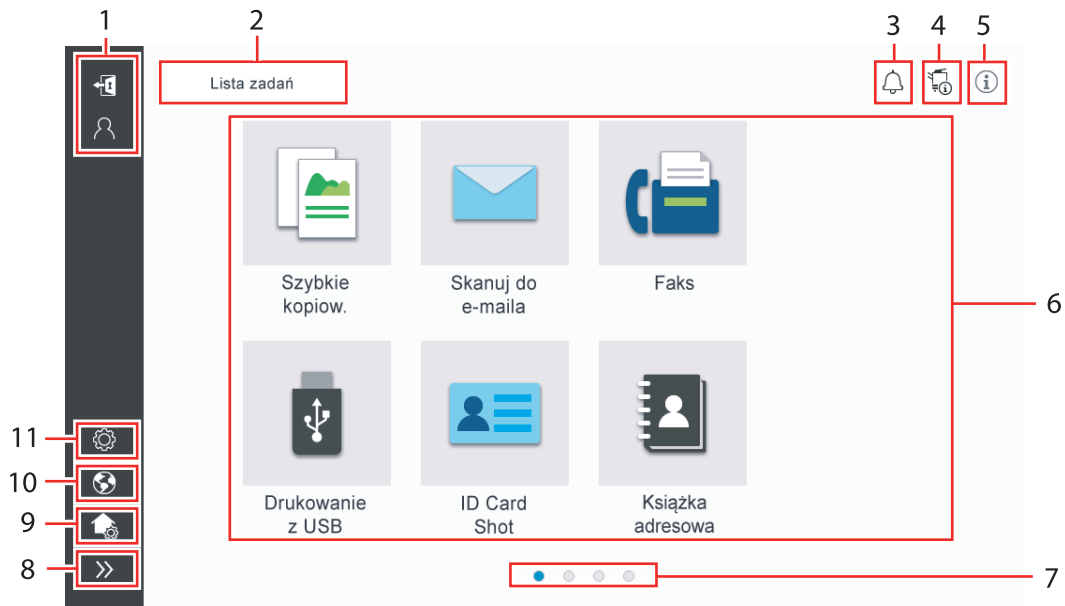 1
2
3
4
5
Lista zadań
Szybkie
kopiow.
Skanuj do
e-maila
Faks
6
Drukowanie
z USB
ID Card
Shot
Książka
adresowa
11
10
9
8
7